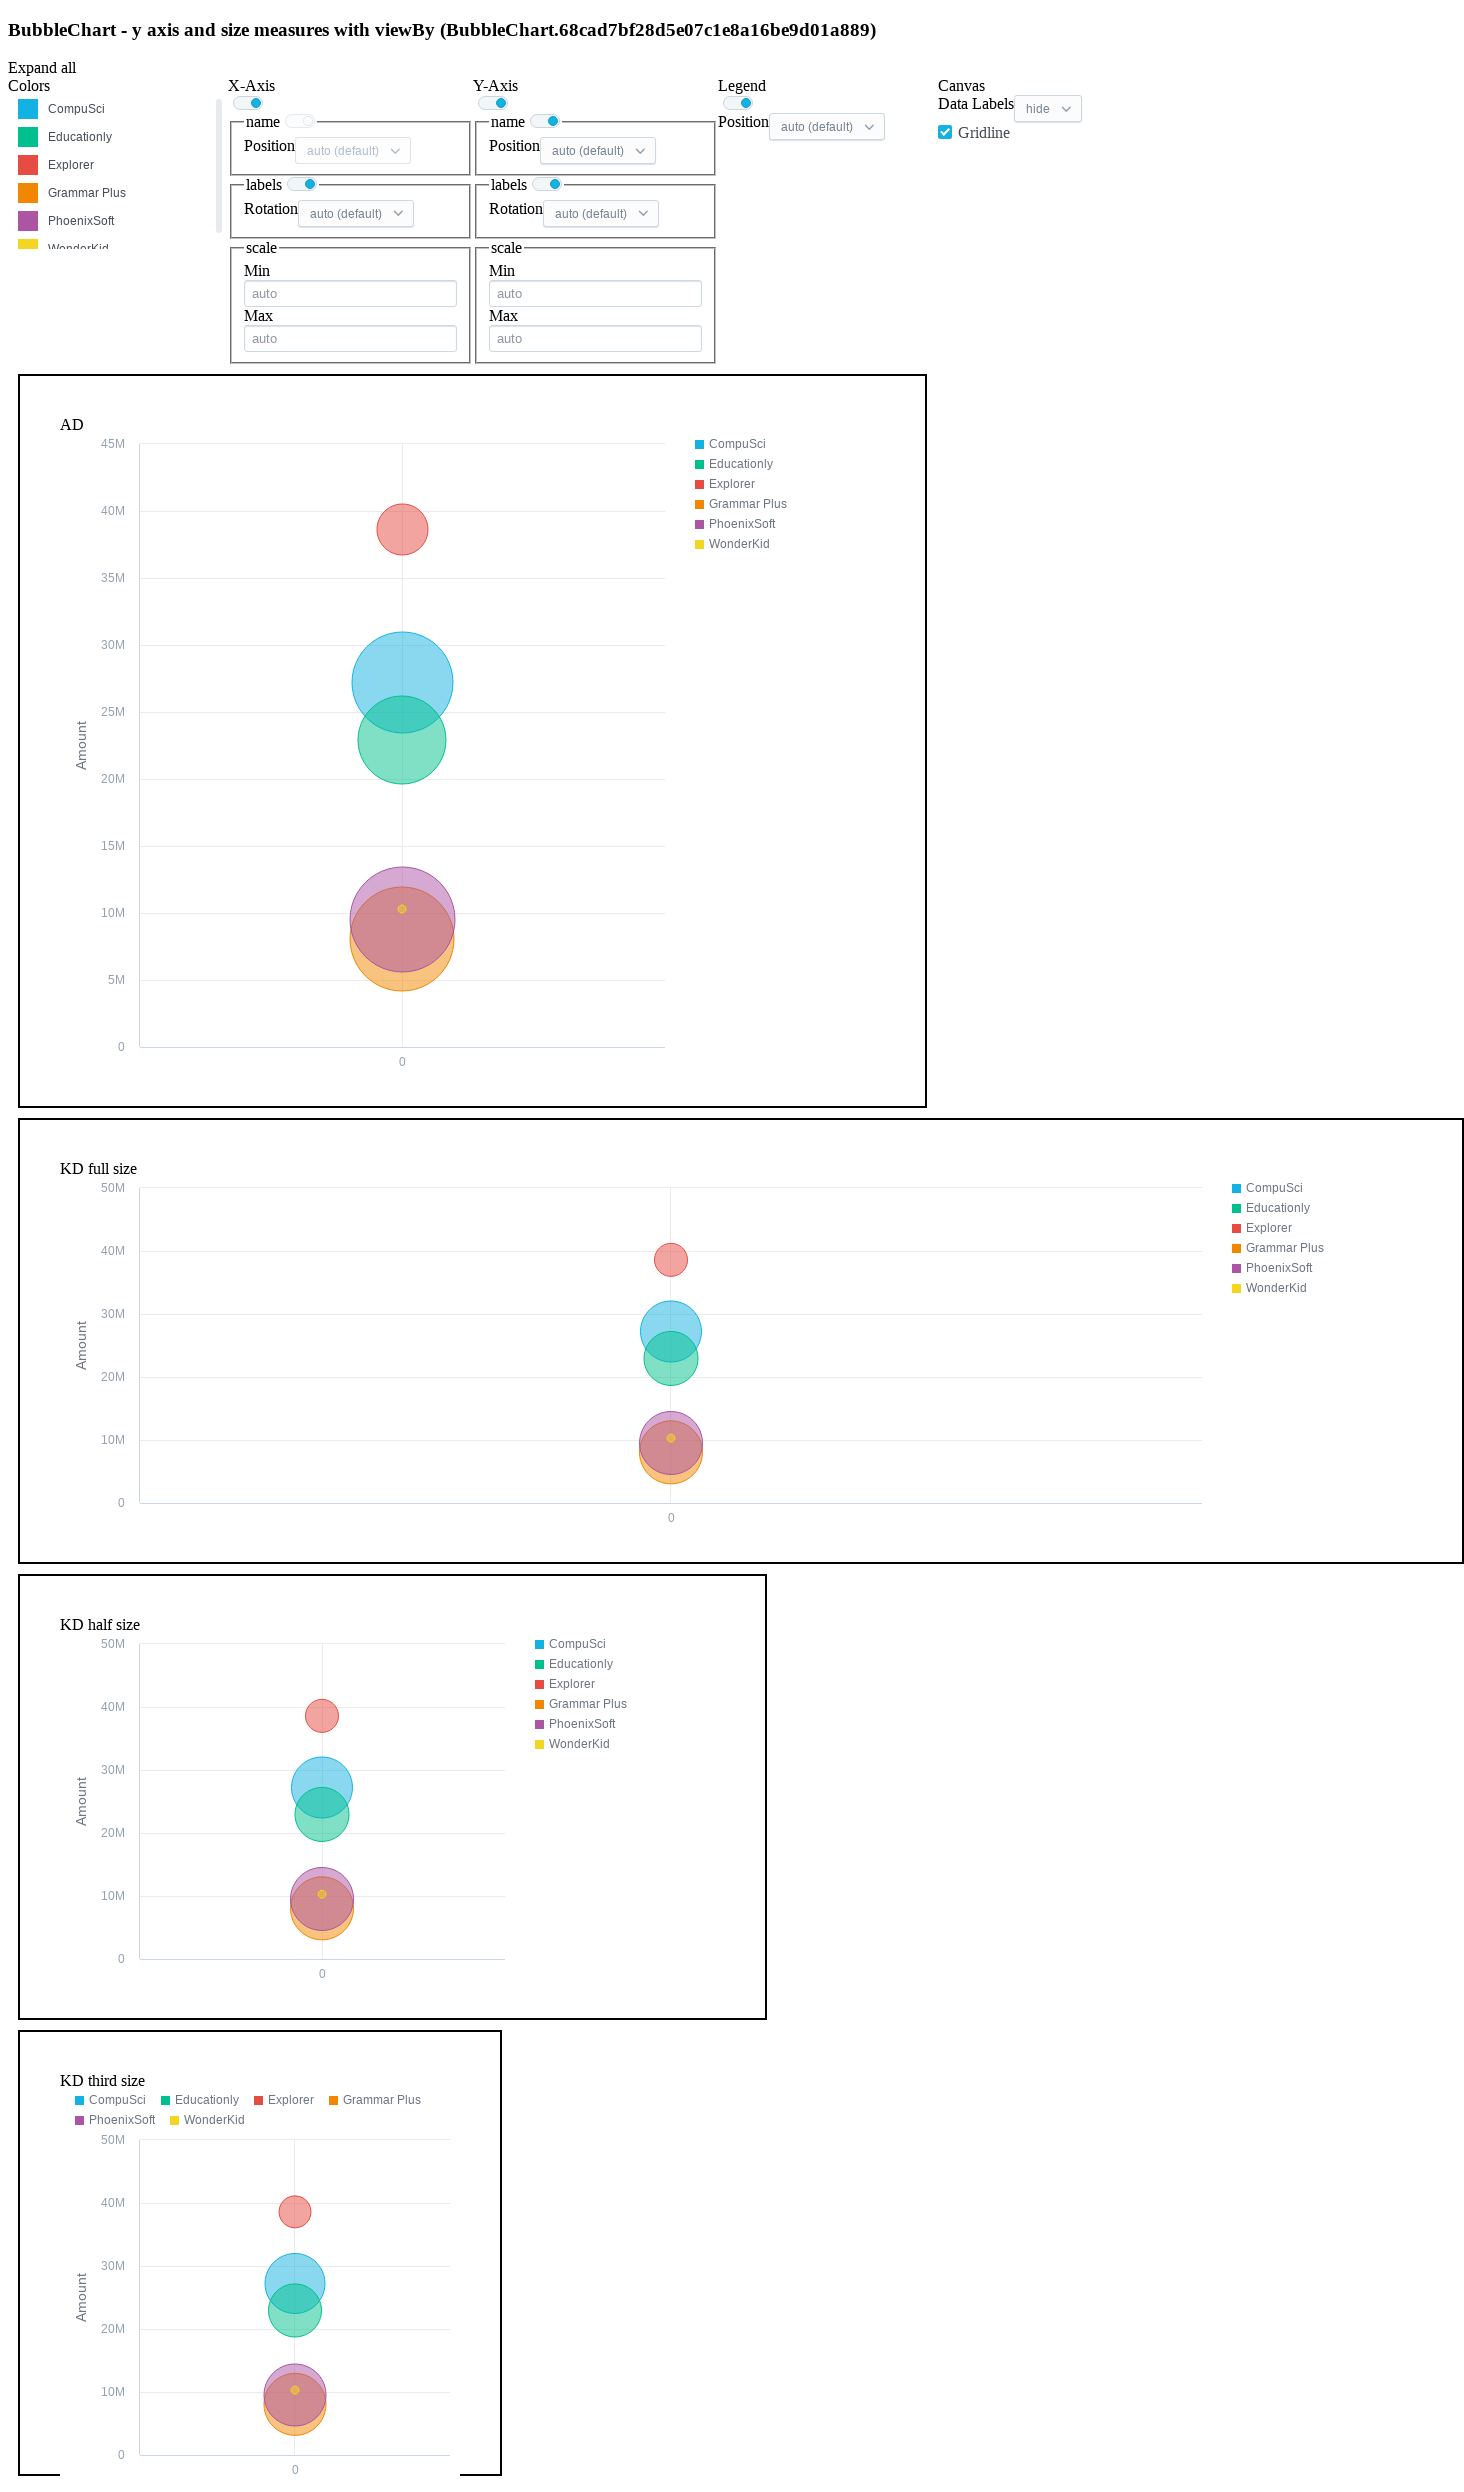 BubbleChart - y axis and size measures with viewBy (BubbleChart.68cad7bf28d5e07c1e8a16be9d01a889)
Expand all
Colors
CompuSci
Educationly
Explorer
Grammar Plus
PhoenixSoft
WonderKid
X-Axis
name
Position auto (default)
labels
Rotation auto (default)
scale
Min
auto
Max
auto
Y-Axis
name
Position auto (default)
labels
Rotation auto (default)
scale
Min
auto
Max
auto
Legend
Position auto (default)
Canvas
Data Labels hide
Gridline
AD
45M
40M
35M
30M
25M
20M
15M
10M
5M
0
Amount
0
CompuSci
Educationly
Explorer
Grammar Plus
PhoenixSoft
WonderKid
KD full size
50M
40M
30M
20M
10M
0
Amount
0
CompuSci
Educationly
Explorer
Grammar Plus
PhoenixSoft
WonderKid
KD half size
50M
40M
30M
20M
10M
0
Amount
0
CompuSci
Educationly
Explorer
Grammar Plus
PhoenixSoft
WonderKid
KD third size
CompuSci Educationly Explorer Grammar Plus
PhoenixSoft WonderKid
50M
40M
30M
20M
10M
0
Amount
0